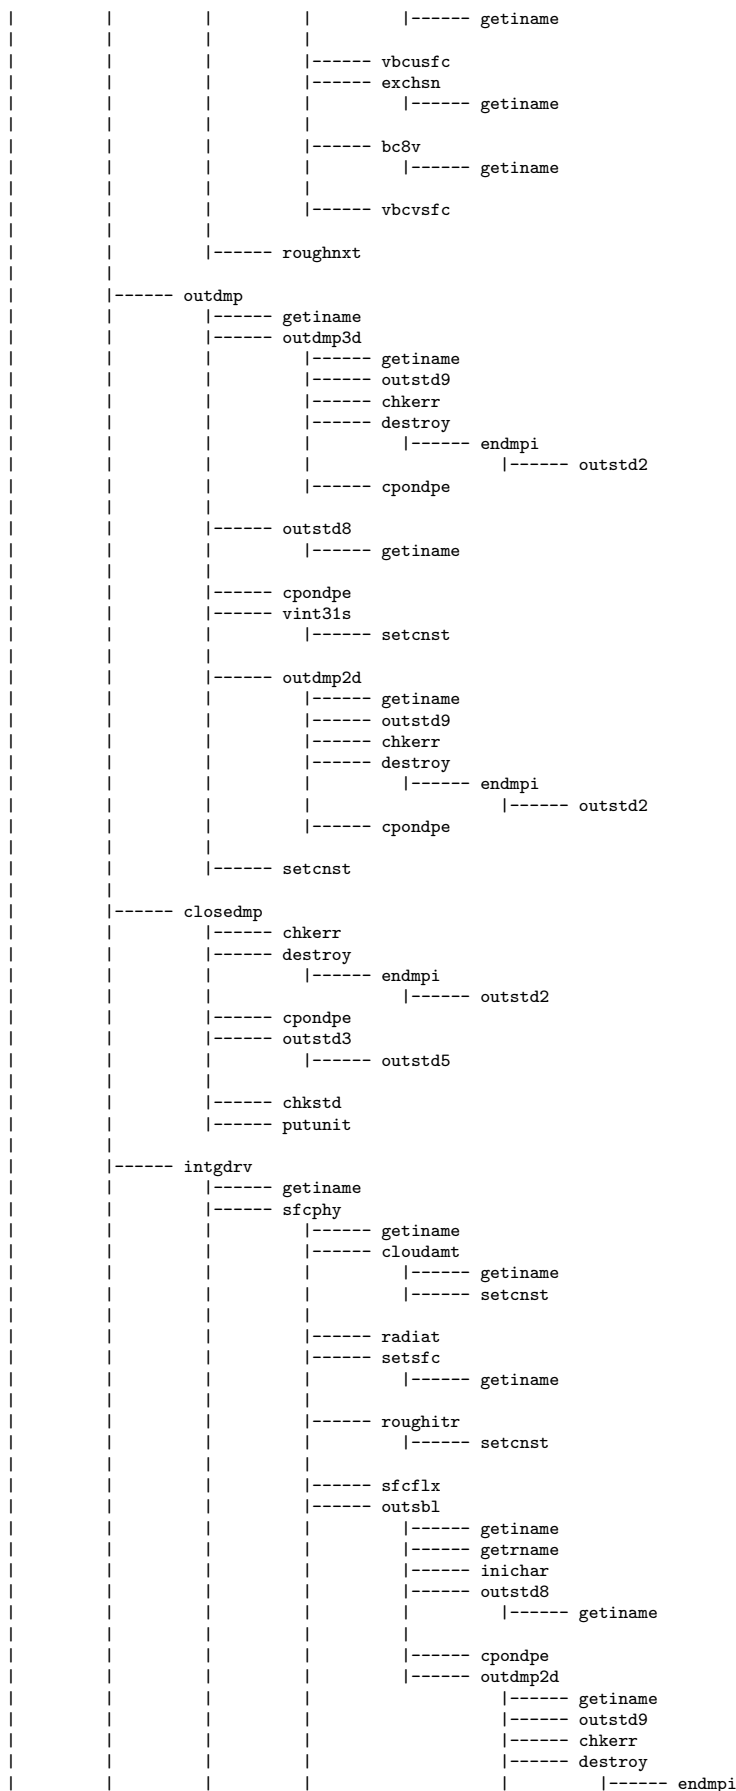 |         |         |         |         |------ getiname
|         |         |         |
|         |         |         |------ vbcusfc
|         |         |         |------ exchsn
|         |         |         |         |------ getiname
|         |         |         |
|         |         |         |------ bc8v
|         |         |         |         |------ getiname
|         |         |         |
|         |         |         |------ vbcvsfc
|         |         |
|         |         |------ roughnxt
|         |
|         |------ outdmp
|         |         |------ getiname
|         |         |------ outdmp3d
|         |         |         |------ getiname
|         |         |         |------ outstd9
|         |         |         |------ chkerr
|         |         |         |------ destroy
|         |         |         |         |------ endmpi
|         |         |         |                   |------ outstd2
|         |         |         |------ cpondpe
|         |         |
|         |         |------ outstd8
|         |         |         |------ getiname
|         |         |
|         |         |------ cpondpe
|         |         |------ vint31s
|         |         |         |------ setcnst
|         |         |
|         |         |------ outdmp2d
|         |         |         |------ getiname
|         |         |         |------ outstd9
|         |         |         |------ chkerr
|         |         |         |------ destroy
|         |         |         |         |------ endmpi
|         |         |         |                   |------ outstd2
|         |         |         |------ cpondpe
|         |         |
|         |         |------ setcnst
|         |
|         |------ closedmp
|         |         |------ chkerr
|         |         |------ destroy
|         |         |         |------ endmpi
|         |         |                   |------ outstd2
|         |         |------ cpondpe
|         |         |------ outstd3
|         |         |         |------ outstd5
|         |         |
|         |         |------ chkstd
|         |         |------ putunit
|         |
|         |------ intgdrv
|         |         |------ getiname
|         |         |------ sfcphy
|         |         |         |------ getiname
|         |         |         |------ cloudamt
|         |         |         |         |------ getiname
|         |         |         |         |------ setcnst
|         |         |         |
|         |         |         |------ radiat
|         |         |         |------ setsfc
|         |         |         |         |------ getiname
|         |         |         |
|         |         |         |------ roughitr
|         |         |         |         |------ setcnst
|         |         |         |
|         |         |         |------ sfcflx
|         |         |         |------ outsbl
|         |         |         |         |------ getiname
|         |         |         |         |------ getrname
|         |         |         |         |------ inichar
|         |         |         |         |------ outstd8
|         |         |         |         |         |------ getiname
|         |         |         |         |
|         |         |         |         |------ cpondpe
|         |         |         |         |------ outdmp2d
|         |         |         |                   |------ getiname
|         |         |         |                   |------ outstd9
|         |         |         |                   |------ chkerr
|         |         |         |                   |------ destroy
|         |         |         |                   |         |------ endmpi